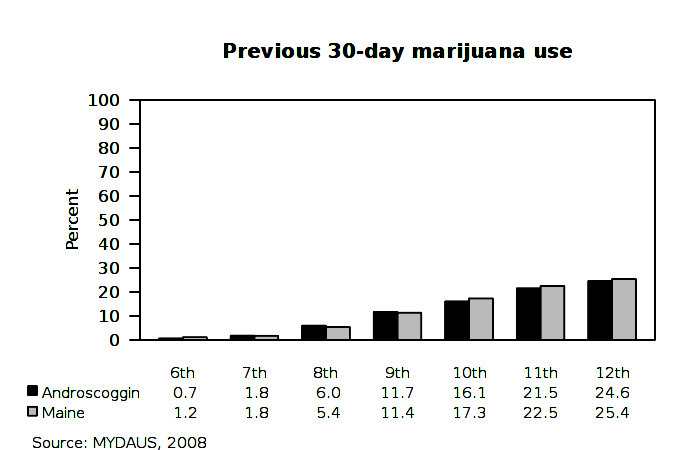 Previous 30-day marijuana use
100
90
80
70
60
50
40
30
20
10
0
Percent
6th 7th 8th 9th 10th 11th 12th
Androscoggin 0.7 1.8 6.0 11.7 16.1 21.5 24.6
Maine 1.2 1.8 5.4 11.4 17.3 22.5 25.4
Source: MYDAUS, 2008